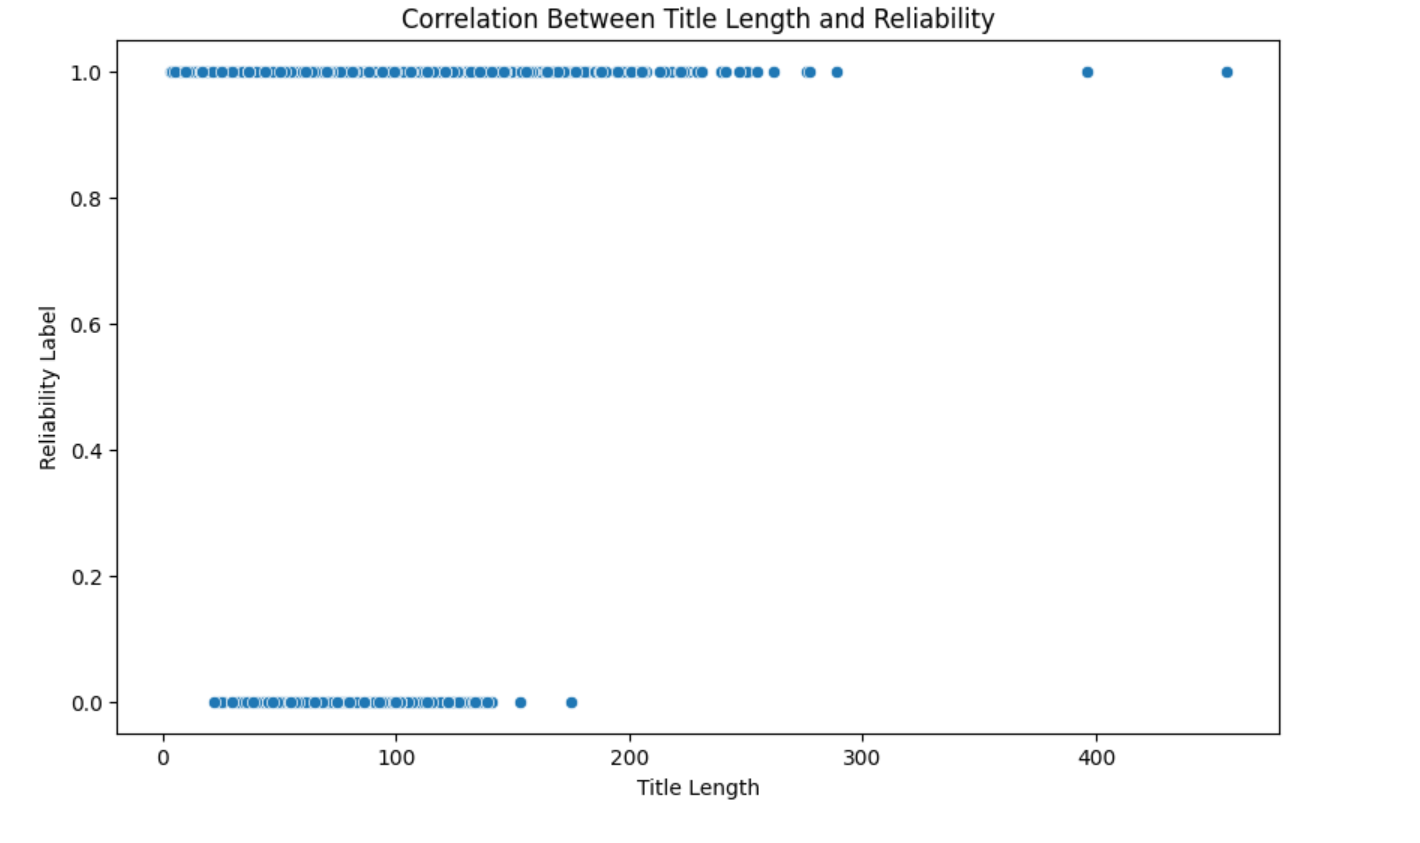 Correlation Between Title Length and Reliability
1.0
0.8
0.6
0.4
0.2
0.0
Reliability Label
0 100 200 300 400
Title Length